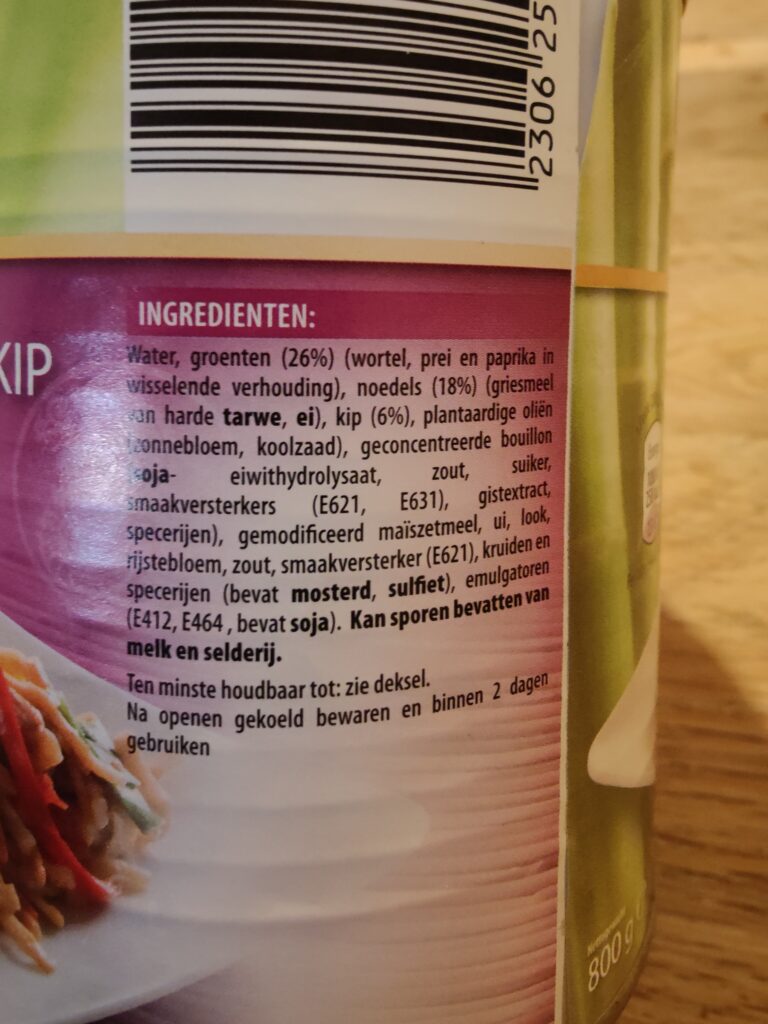 2306 25
KIP
INGREDIENTEN:
Water, groenten (26%) (wortel, prei en paprika in
wisselende verhouding), noedels (18%) (griesmeel
van harde tarwe, ei), kip (6%), plantaardige oliën
(zonnebloem, koolzaad), geconcentreerde bouillon
(soja- eiwithydrolysaat, zout, suiker,
smaakversterkers (E621, E631), gistextract,
specerijen), gemodificeerd maïszetmeel, ui, look,
rijstebloem, zout, smaakversterker (E621), kruiden en
specerijen (bevat mosterd, sulfiet), emulgatoren
(E412, E464 , bevat soja). Kan sporen bevatten van
melk en selderij.
Ten minste houdbaar tot: zie deksel.
Na openen gekoeld bewaren en binnen 2 dagen
gebruiken
800 g